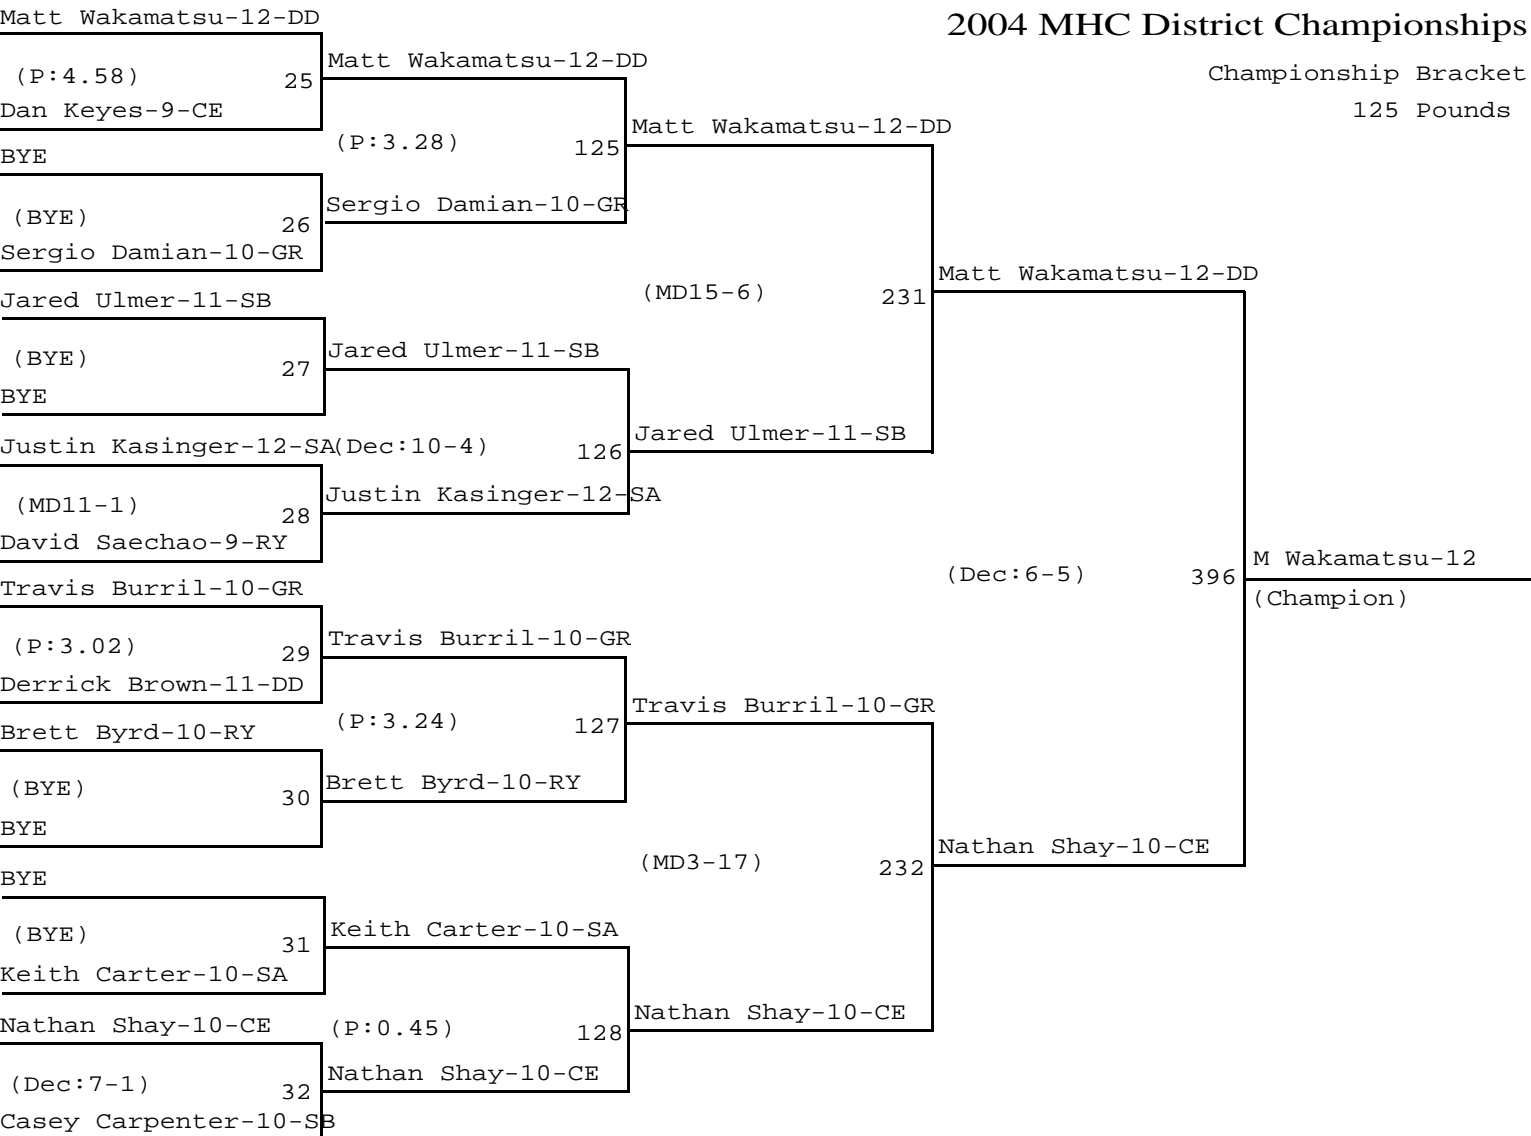 2004 MHC District Championships
Championship Bracket
125 Pounds
Matt Wakamatsu-12-DD
(P:4.58)
25
Dan Keyes-9-CE
BYE
(BYE)
26
Sergio Damian-10-GR
Jared Ulmer-11-SB
(BYE)
27
BYE
Justin Kasinger-12-SA
(MD11-1)
28
David Saechao-9-RY
Travis Burril-10-GR
(P:3.02)
29
Derrick Brown-11-DD
Brett Byrd-10-RY
(BYE)
30
BYE
BYE
(BYE)
31
Keith Carter-10-SA
Nathan Shay-10-CE
(Dec:7-1)
32
Casey Carpenter-10-SB
Matt Wakamatsu-12-DD
(P:3.28)
125
Sergio Damian-10-GR
Jared Ulmer-11-SB
(Dec:10-4)
126
Justin Kasinger-12-SA
Travis Burril-10-GR
(P:3.24)
127
Brett Byrd-10-RY
Keith Carter-10-SA
(P:0.45)
128
Nathan Shay-10-CE
Matt Wakamatsu-12-DD
(MD15-6)
231
Jared Ulmer-11-SB
Travis Burril-10-GR
(MD3-17)
232
Nathan Shay-10-CE
Matt Wakamatsu-12-DD
(Dec:6-5)
396
Nathan Shay-10-CE
M Wakamatsu-12
(Champion)